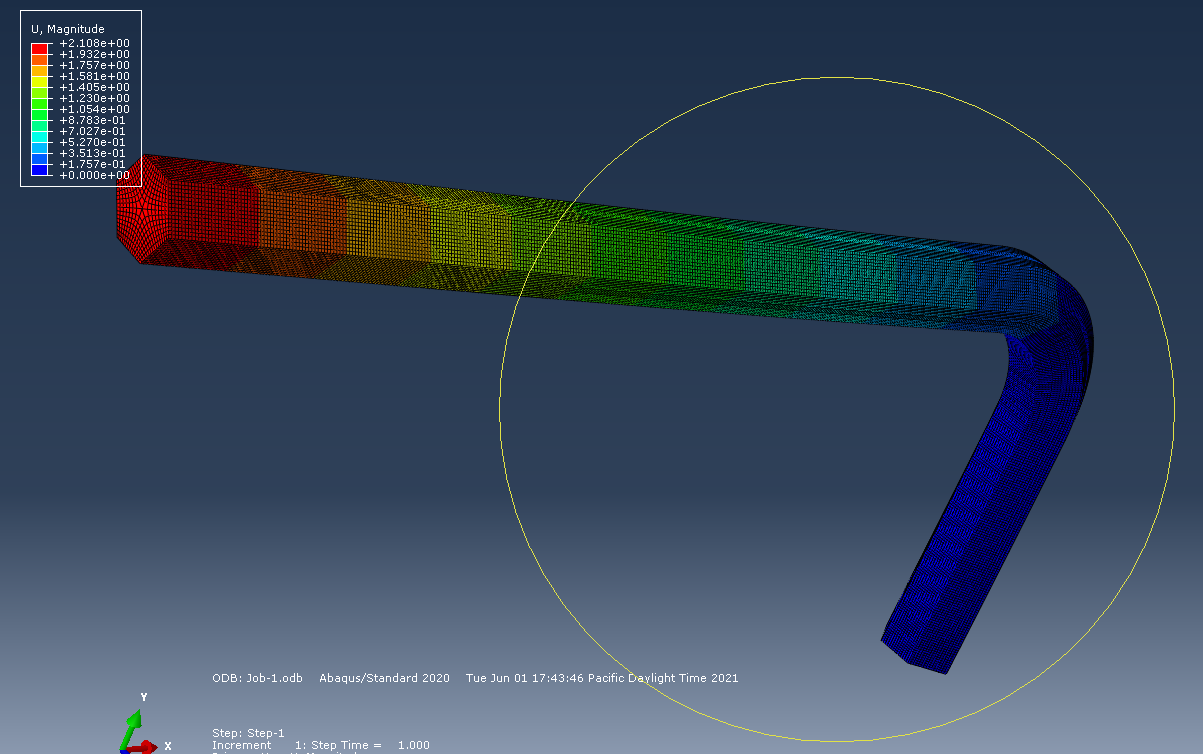 U, Magnitude
+2.108e+00
+1.932e+00
+1.757e+00
+1.581e+00
+1.405e+00
+1.230e+00
+1.054e+00
+8.783e-01
+7.027e-01
+5.270e-01
+3.513e-01
+1.757e-01
+0.000e+00
ODB: Job-1.odb    Abaqus/Standard 2020    Tue Jun 01 17:43:46 Pacific Daylight Time 2021
Y
X
Step: Step-1
Increment      1: Step Time =    1.000